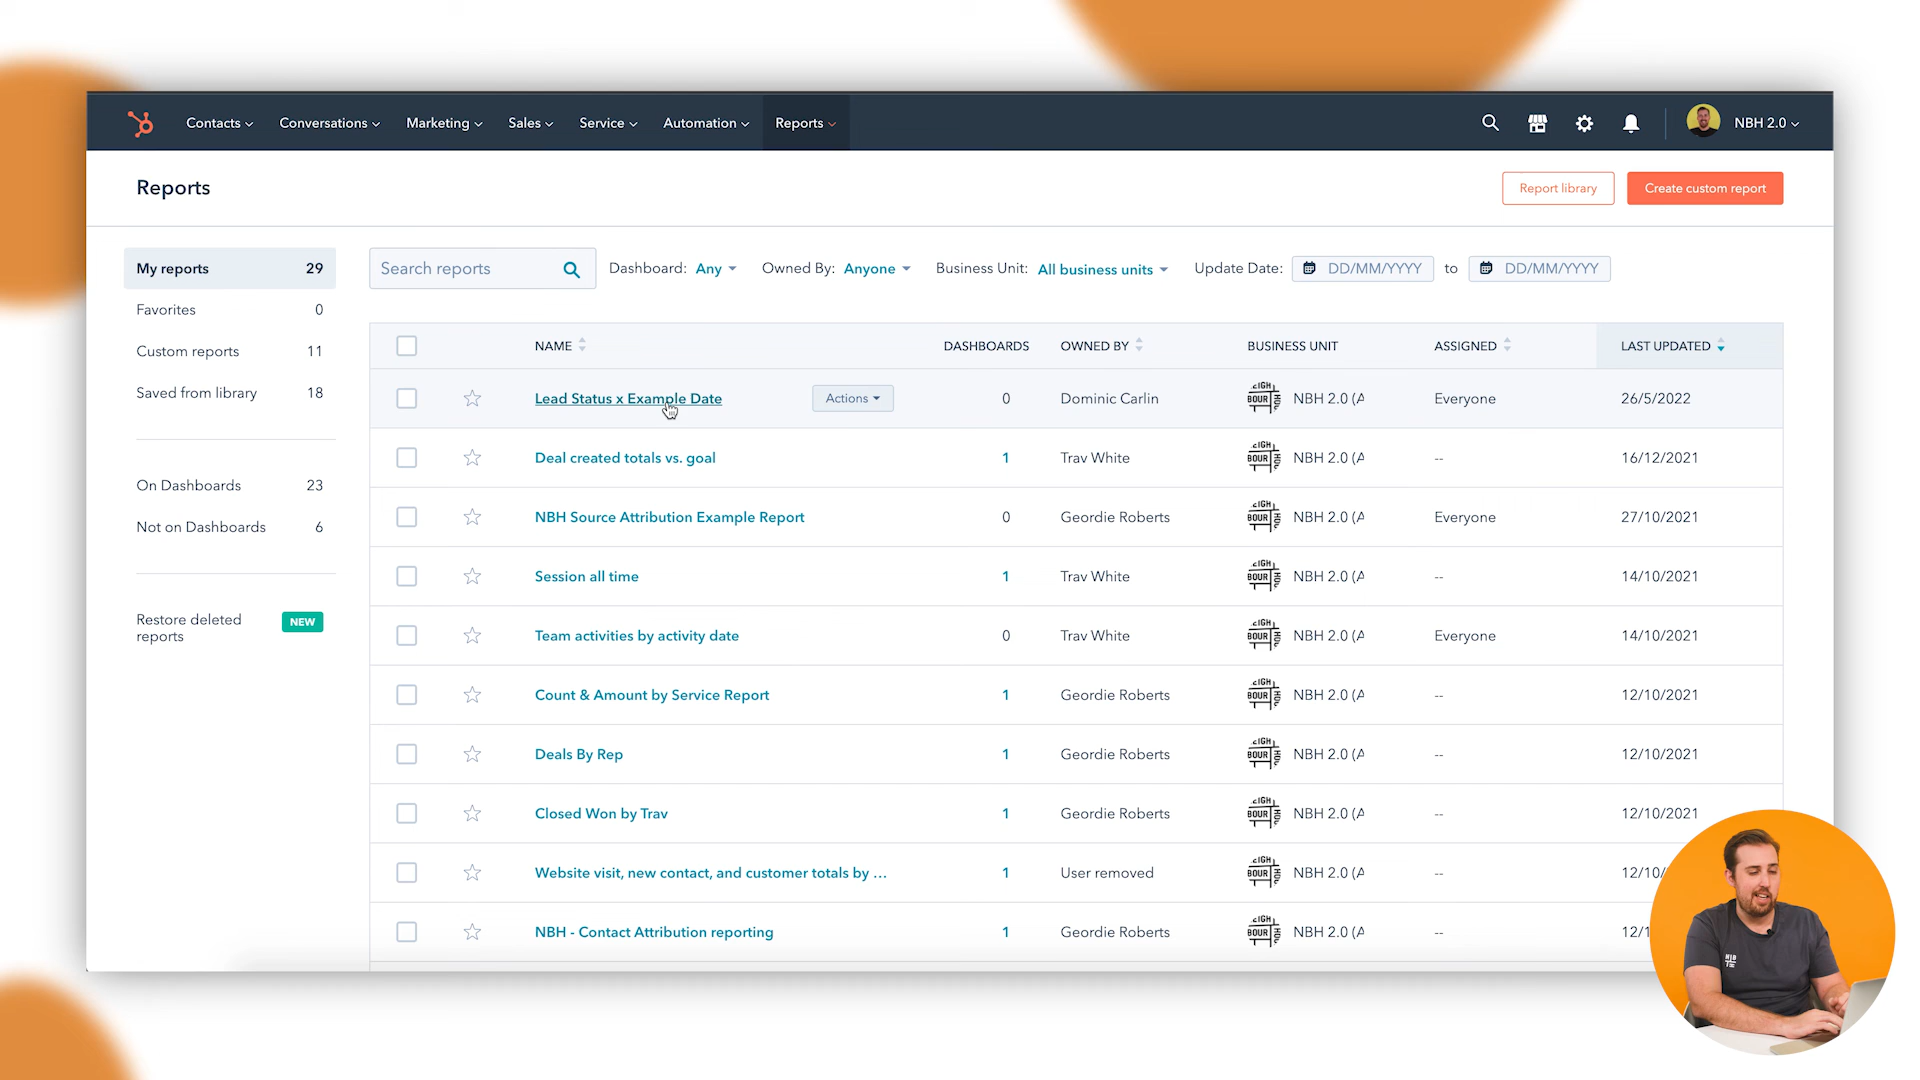 Contacts Conversations Marketing Sales Service Automation Reports NBH 2.0
Reports
Report library Create custom report
My reports 29
Favorites 0
Custom reports 11
Saved from library 18
On Dashboards 23
Not on Dashboards 6
Restore deleted NEW
reports
Search reports Dashboard: Any Owned By: Anyone Business Unit: All business units Update Date: DD/MM/YYYY to DD/MM/YYYY
NAME DASHBOARDS OWNED BY BUSINESS UNIT ASSIGNED LAST UPDATED
Lead Status x Example Date Actions 0 Dominic Carlin NBH 2.0 (A Everyone 26/5/2022
Deal created totals vs. goal 1 Trav White NBH 2.0 (A -- 16/12/2021
NBH Source Attribution Example Report 0 Geordie Roberts NBH 2.0 (A Everyone 27/10/2021
Session all time 1 Trav White NBH 2.0 (A -- 14/10/2021
Team activities by activity date 0 Trav White NBH 2.0 (A Everyone 14/10/2021
Count & Amount by Service Report 1 Geordie Roberts NBH 2.0 (A -- 12/10/2021
Deals By Rep 1 Geordie Roberts NBH 2.0 (A -- 12/10/2021
Closed Won by Trav 1 Geordie Roberts NBH 2.0 (A -- 12/10/2021
Website visit, new contact, and customer totals by ... 1 User removed NBH 2.0 (A -- 12/10/
NBH - Contact Attribution reporting 1 Geordie Roberts NBH 2.0 (A -- 12/1